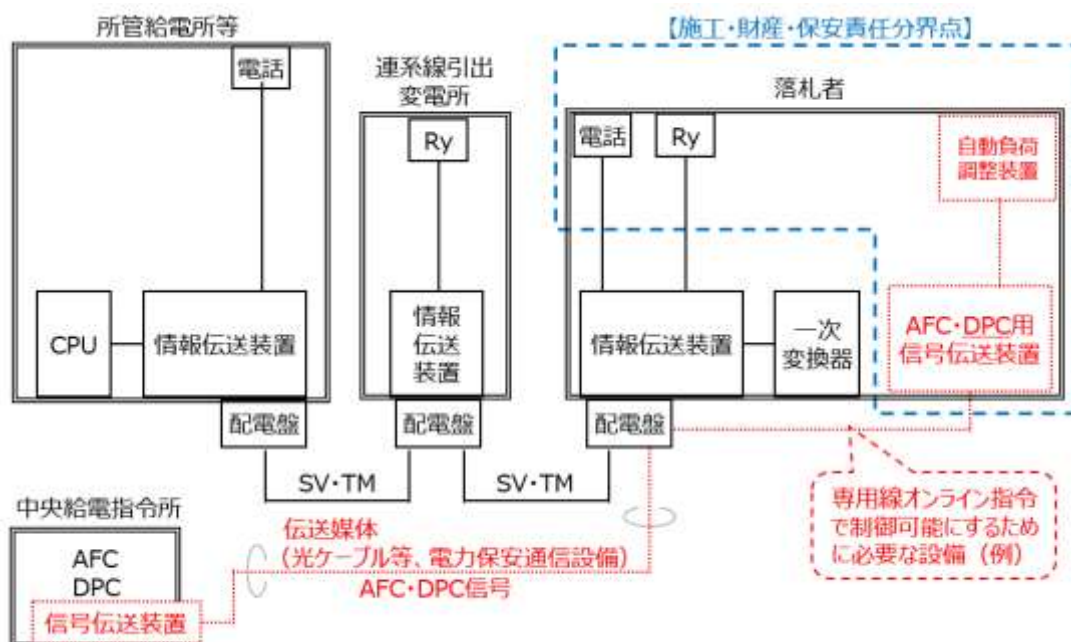 所管給電所等
【施工・財産・保安責任分界点】
電話
連系線引出
変電所
落札者
Ry
電話
Ry
自動負荷
調整装置
CPU
情報伝送装置
情報
伝送
装置
情報伝送装置
一次
変換器
AFC・DPC用
信号伝送装置
配電盤
配電盤
配電盤
SV・TM
SV・TM
中央給電指令所
AFC
DPC
信号伝送装置
伝送媒体
(光ケーブル等、電力保安通信設備)
AFC・DPC信号
専用線オンライン指令
で制御可能にするため
に必要な設備（例）